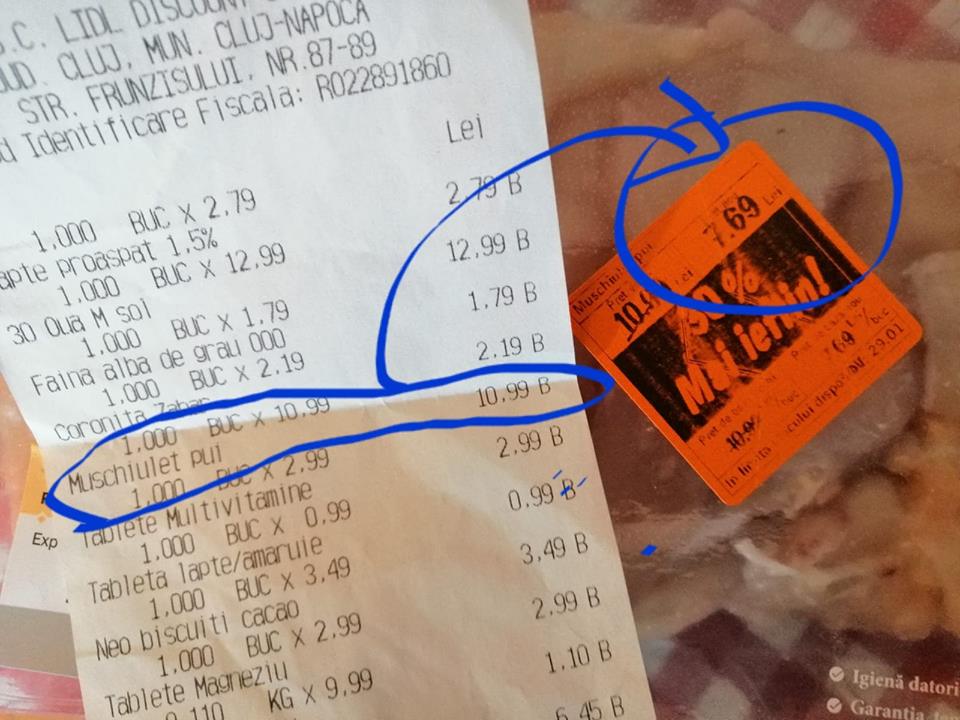 S.C. LIDL DISCOUNT
JUD. CLUJ, MUN. CLUJ-NAPOCA
STR. FRUNZISULUI, NR.87-89
d Identificare Fiscala: RO22891860
Lei
1,000 BUC X 2,79 2,79 B
apte proaspat 1,5%
1,000 BUC X 12,99 12,99 B
30 Oua M sol
1,000 BUC X 1,79 1,79 B
Faina alba de grau 000
1,000 BUC X 2,19 2.19 B
Coronita Zahar
1,000 BUC X 10,99 10,99 B
Muschiulet pui
1,000 BUC X 2,99 2,99 B
Tablete Multivitamine
1,000 BUC X 0,99 0,99 B
Tableta lapte/amaruie
1,000 BUC X 3,49 3,49 B
Neo biscuiti cacao
1,000 BUC X 2,99 2,99 B
Tablete Magneziu
0,110 KG X 9,99 1,10 B
6,45 B
Exp
7.69 Lei
30%
Mai ieftin!
29.01
Igienă datori
Garanția